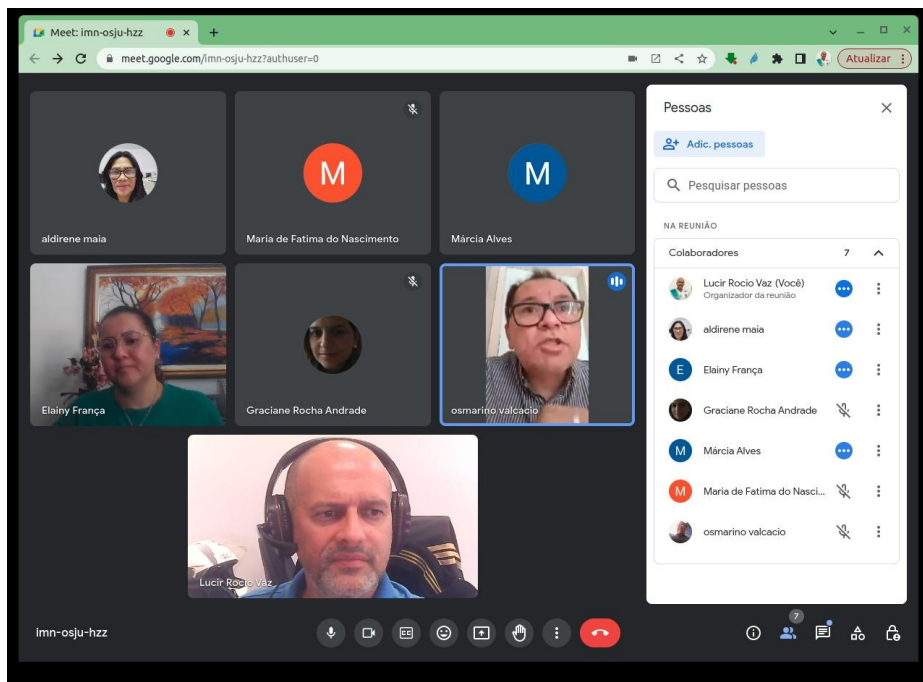 Meet: imn-osju-hzz
meet.google.com/imn-osju-hzz?authuser=0
Atualizar
aldirene maia
M
Maria de Fatima do Nascimento
M
Márcia Alves
Elainy França
Graciane Rocha Andrade
osmarino valcacio
Lucir Rocio Vaz
Pessoas
Adic. pessoas
Pesquisar pessoas
NA REUNIÃO
Colaboradores 7
Lucir Rocio Vaz (Você)
Organizador da reunião
aldirene maia
E Elainy França
Graciane Rocha Andrade
M Márcia Alves
M Maria de Fatima do Nasci...
osmarino valcacio
imn-osju-hzz
CC
7